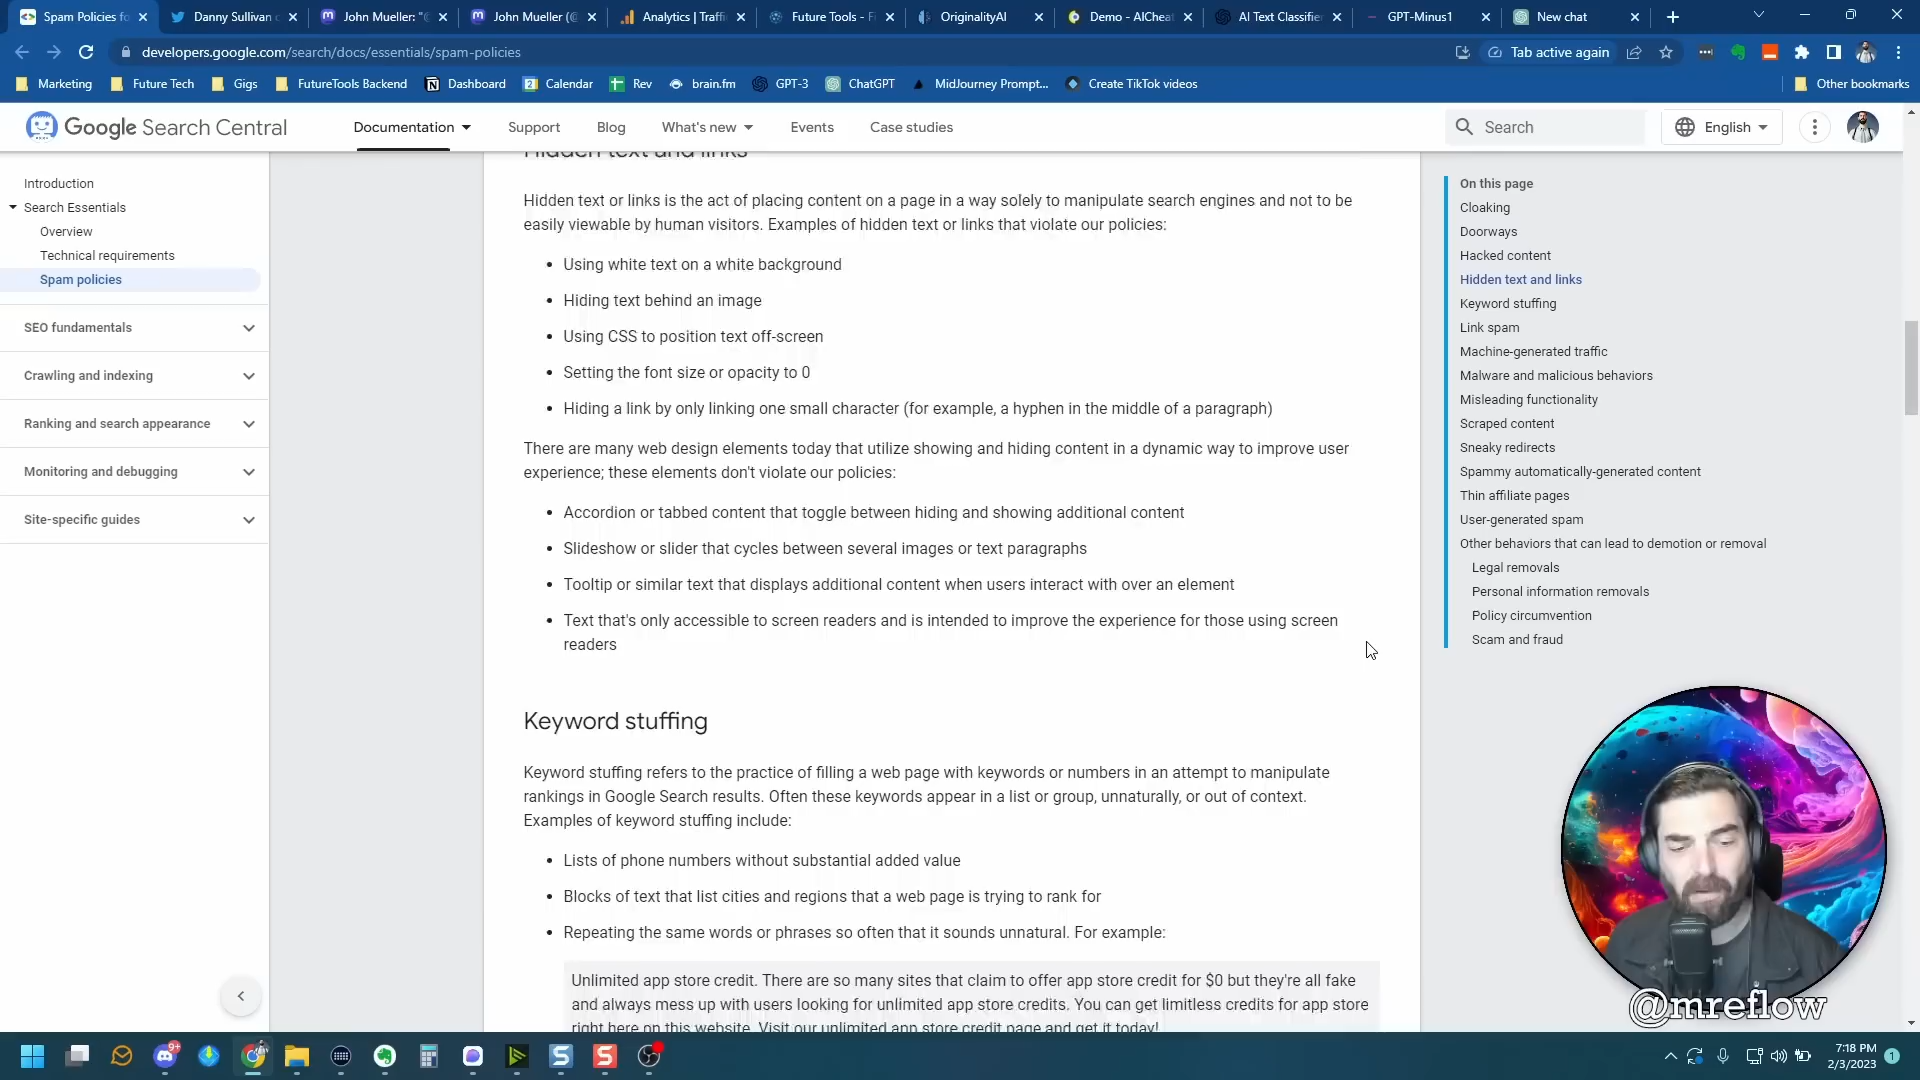 Spam Policies fo
Danny Sullivan
John Mueller: "
John Mueller (@
Analytics | Traffi
Future Tools - Fi
OriginalityAI
Demo - AICheat
AI Text Classifie
GPT-Minus1
New chat
developers.google.com/search/docs/essentials/spam-policies
Tab active again
Marketing
Future Tech
Gigs
FutureTools Backend
Dashboard
Calendar
Rev
brain.fm
GPT-3
ChatGPT
MidJourney Prompt...
Create TikTok videos
Other bookmarks
Google Search Central
Documentation
Support
Blog
What's new
Events
Case studies
Search
English
Introduction
Search Essentials
Overview
Technical requirements
Spam policies
SEO fundamentals
Crawling and indexing
Ranking and search appearance
Monitoring and debugging
Site-specific guides
Hidden text and links
Hidden text or links is the act of placing content on a page in a way solely to manipulate search engines and not to be
easily viewable by human visitors. Examples of hidden text or links that violate our policies:
• Using white text on a white background
• Hiding text behind an image
• Using CSS to position text off-screen
• Setting the font size or opacity to 0
• Hiding a link by only linking one small character (for example, a hyphen in the middle of a paragraph)
There are many web design elements today that utilize showing and hiding content in a dynamic way to improve user
experience; these elements don't violate our policies:
• Accordion or tabbed content that toggle between hiding and showing additional content
• Slideshow or slider that cycles between several images or text paragraphs
• Tooltip or similar text that displays additional content when users interact with over an element
• Text that's only accessible to screen readers and is intended to improve the experience for those using screen
readers
Keyword stuffing
Keyword stuffing refers to the practice of filling a web page with keywords or numbers in an attempt to manipulate
rankings in Google Search results. Often these keywords appear in a list or group, unnaturally, or out of context.
Examples of keyword stuffing include:
• Lists of phone numbers without substantial added value
• Blocks of text that list cities and regions that a web page is trying to rank for
• Repeating the same words or phrases so often that it sounds unnatural. For example:
Unlimited app store credit. There are so many sites that claim to offer app store credit for $0 but they're all fake
and always mess up with users looking for unlimited app store credits. You can get limitless credits for app store
right here on this website. Visit our unlimited app store credit page and get it today!
On this page
Cloaking
Doorways
Hacked content
Hidden text and links
Keyword stuffing
Link spam
Machine-generated traffic
Malware and malicious behaviors
Misleading functionality
Scraped content
Sneaky redirects
Spammy automatically-generated content
Thin affiliate pages
User-generated spam
Other behaviors that can lead to demotion or removal
Legal removals
Personal information removals
Policy circumvention
Scam and fraud
@mreflow
9+
7:18 PM
2/3/2023
1